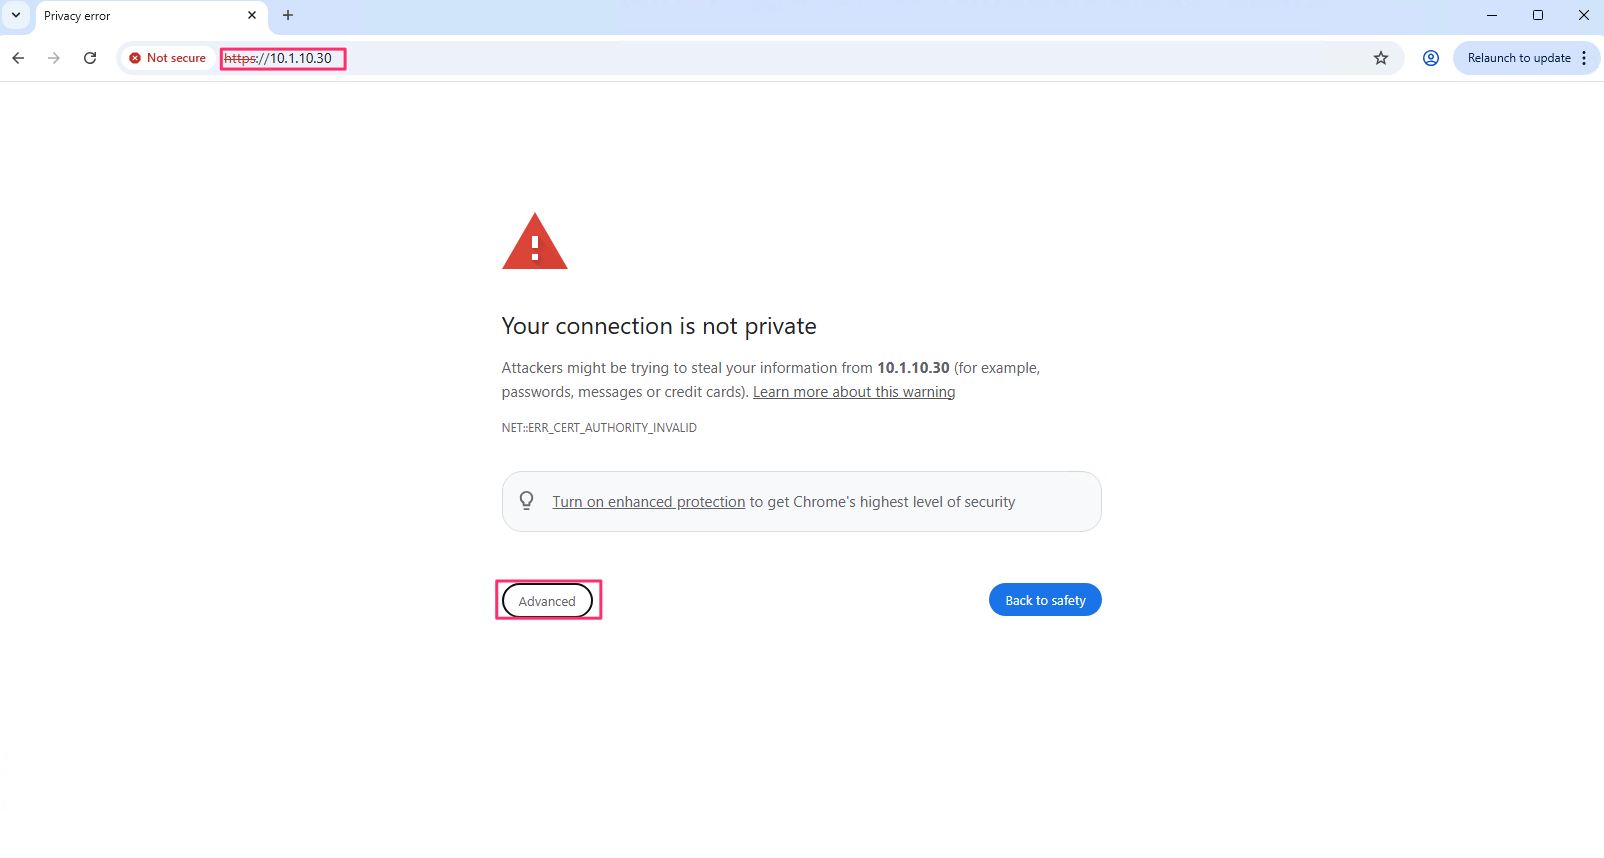 Privacy error
Not secure
https://10.1.10.30
Relaunch to update
Your connection is not private
Attackers might be trying to steal your information from 10.1.10.30 (for example,
passwords, messages or credit cards). Learn more about this warning
NET::ERR_CERT_AUTHORITY_INVALID
Turn on enhanced protection to get Chrome's highest level of security
Advanced
Back to safety